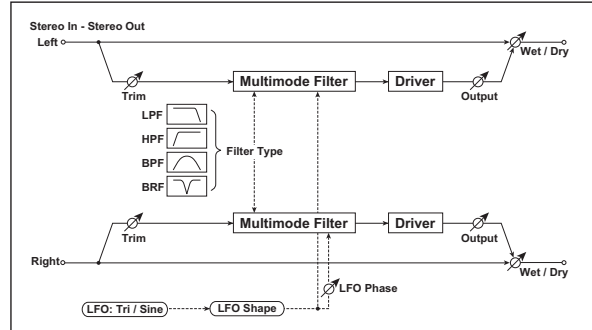 Stereo In - Stereo Out
Left
Wet / Dry
Trim
Multimode Filter
Driver
Output
LPF
HPF
BPF
BRF
Filter Type
Multimode Filter
Driver
Trim
Output
Right
Wet / Dry
LFO Phase
LFO: Tri / Sine
LFO Shape